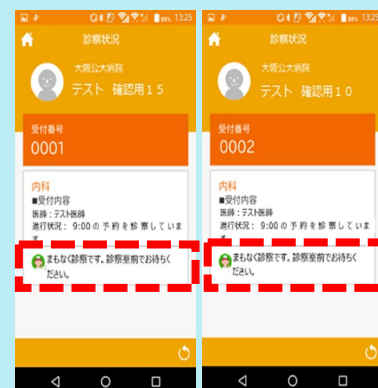 13:25
診察状況
大阪公大病院
テスト 確認用15
受付番号
0001
内科
■受付内容
医師:テスト医師
進行状況: 9:00の予約を診察していま
す。
まもなく診察です。診察室前でお待ちく
ださい。
13:25
診察状況
大阪公大病院
テスト 確認用10
受付番号
0002
内科
■受付内容
医師:テスト医師
進行状況: 9:00の予約を診察していま
まもなく診察です。診察室前でお待ちく
ださい。